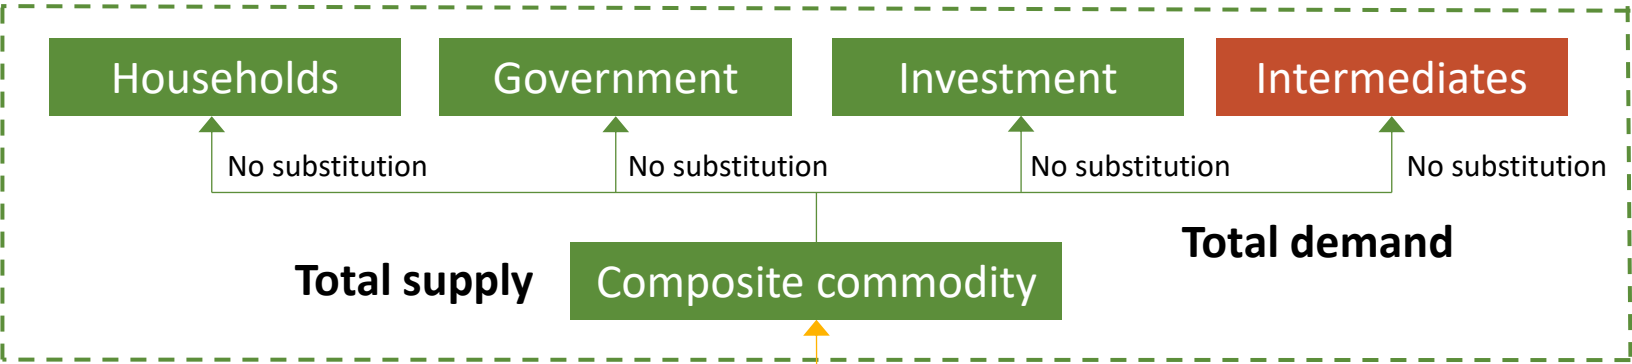 Households
Government
Investment
Intermediates
No substitution
No substitution
No substitution
No substitution
Total demand
Total supply
Composite commodity